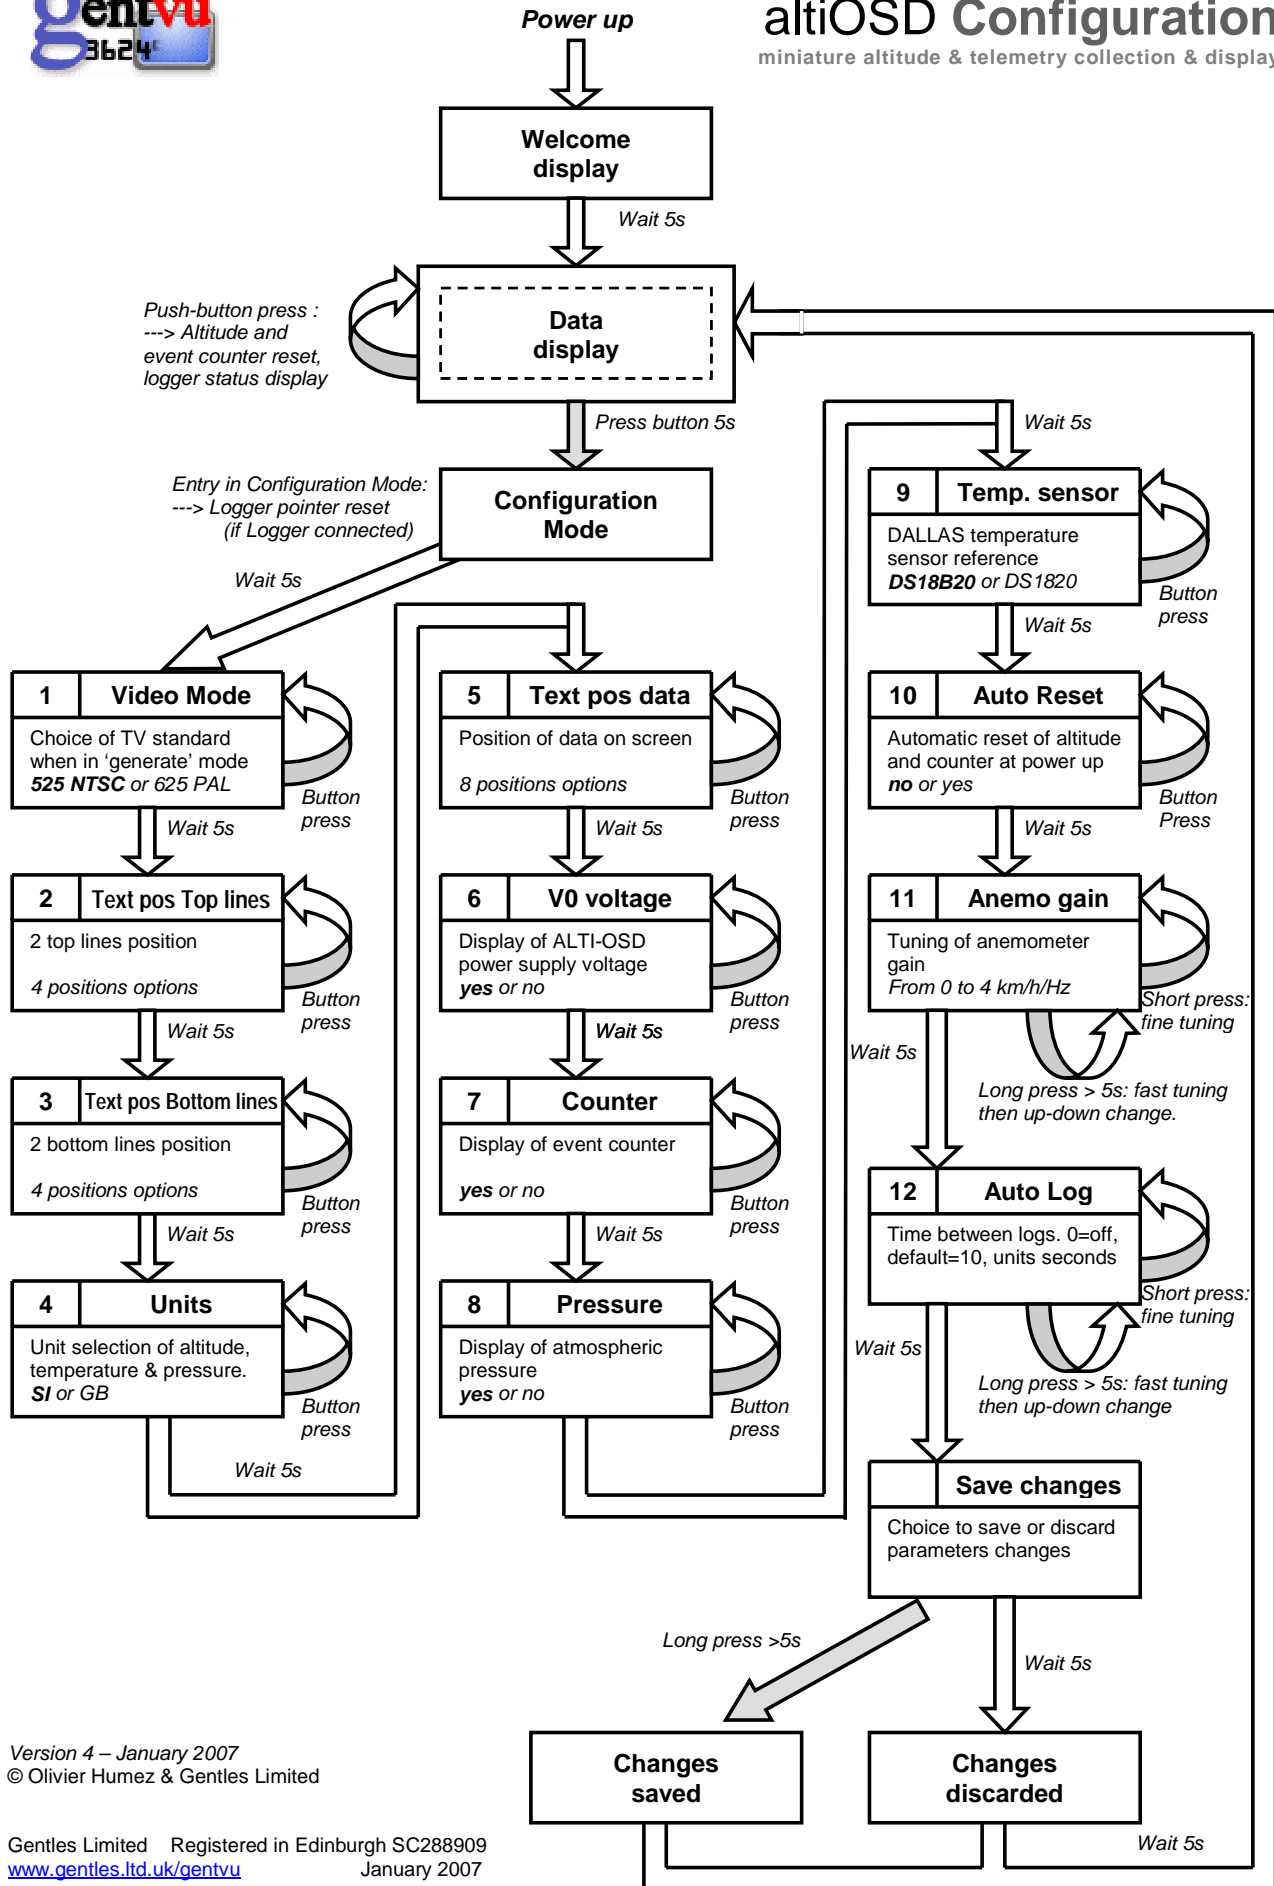 gentvu
3624
Power up
altiOSD Configuration
miniature altitude & telemetry collection & display
Welcome
display
Wait 5s
Push-button press :
---> Altitude and
event counter reset,
logger status display
Data
display
Press button 5s
Entry in Configuration Mode:
---> Logger pointer reset
(if Logger connected)
Configuration
Mode
Wait 5s
1 Video Mode
Choice of TV standard
when in ‘generate’ mode
525 NTSC or 625 PAL
Button
press
Wait 5s
2 Text pos Top lines
2 top lines position
4 positions options
Button
press
Wait 5s
3 Text pos Bottom lines
2 bottom lines position
4 positions options
Button
press
Wait 5s
4 Units
Unit selection of altitude,
temperature & pressure.
SI or GB
Button
press
Wait 5s
5 Text pos data
Position of data on screen
8 positions options
Button
press
Wait 5s
6 V0 voltage
Display of ALTI-OSD
power supply voltage
yes or no
Button
press
Wait 5s
7 Counter
Display of event counter
yes or no
Button
press
Wait 5s
8 Pressure
Display of atmospheric
pressure
yes or no
Button
press
Wait 5s
9 Temp. sensor
DALLAS temperature
sensor reference
DS18B20 or DS1820
Button
press
Wait 5s
10 Auto Reset
Automatic reset of altitude
and counter at power up
no or yes
Button
Press
Wait 5s
11 Anemo gain
Tuning of anemometer
gain
From 0 to 4 km/h/Hz
Short press:
fine tuning
Wait 5s
Long press > 5s: fast tuning
then up-down change.
12 Auto Log
Time between logs. 0=off,
default=10, units seconds
Short press:
fine tuning
Wait 5s
Long press > 5s: fast tuning
then up-down change
Save changes
Choice to save or discard
parameters changes
Long press >5s
Wait 5s
Changes
saved
Changes
discarded
Wait 5s
Version 4 – January 2007
© Olivier Humez & Gentles Limited
Gentles Limited Registered in Edinburgh SC288909
www.gentles.ltd.uk/gentvu January 2007